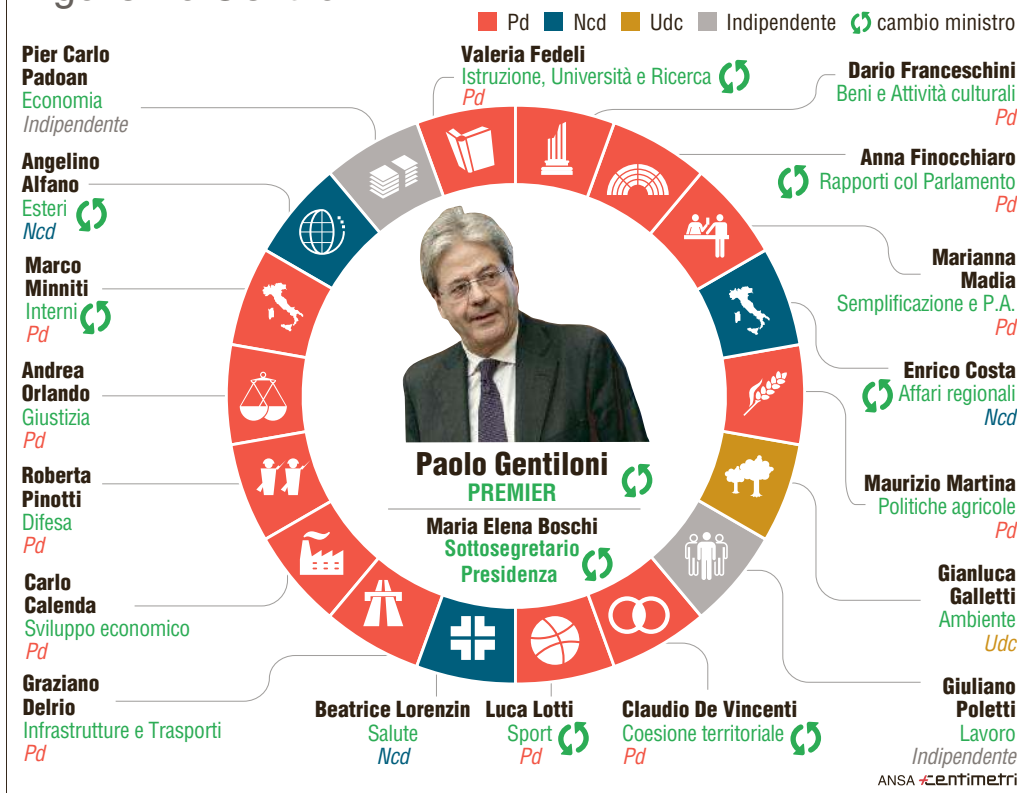 Pd Ncd Udc Indipendente cambio ministro
Pier Carlo
Padoan
Economia
Indipendente
Angelino
Alfano
Esteri
Ncd
Marco
Minniti
Interni
Pd
Andrea
Orlando
Giustizia
Pd
Roberta
Pinotti
Difesa
Pd
Carlo
Calenda
Sviluppo economico
Pd
Graziano
Delrio
Infrastrutture e Trasporti
Pd
Valeria Fedeli
Istruzione, Università e Ricerca
Pd
Dario Franceschini
Beni e Attività culturali
Pd
Anna Finocchiaro
Rapporti col Parlamento
Pd
Marianna
Madia
Semplificazione e P.A.
Pd
Enrico Costa
Affari regionali
Ncd
Maurizio Martina
Politiche agricole
Pd
Gianluca
Galletti
Ambiente
Udc
Giuliano
Poletti
Lavoro
Indipendente
Paolo Gentiloni
PREMIER
Maria Elena Boschi
Sottosegretario
Presidenza
Beatrice Lorenzin
Salute
Ncd
Luca Lotti
Sport
Pd
Claudio De Vincenti
Coesione territoriale
Pd
ANSA centimetri